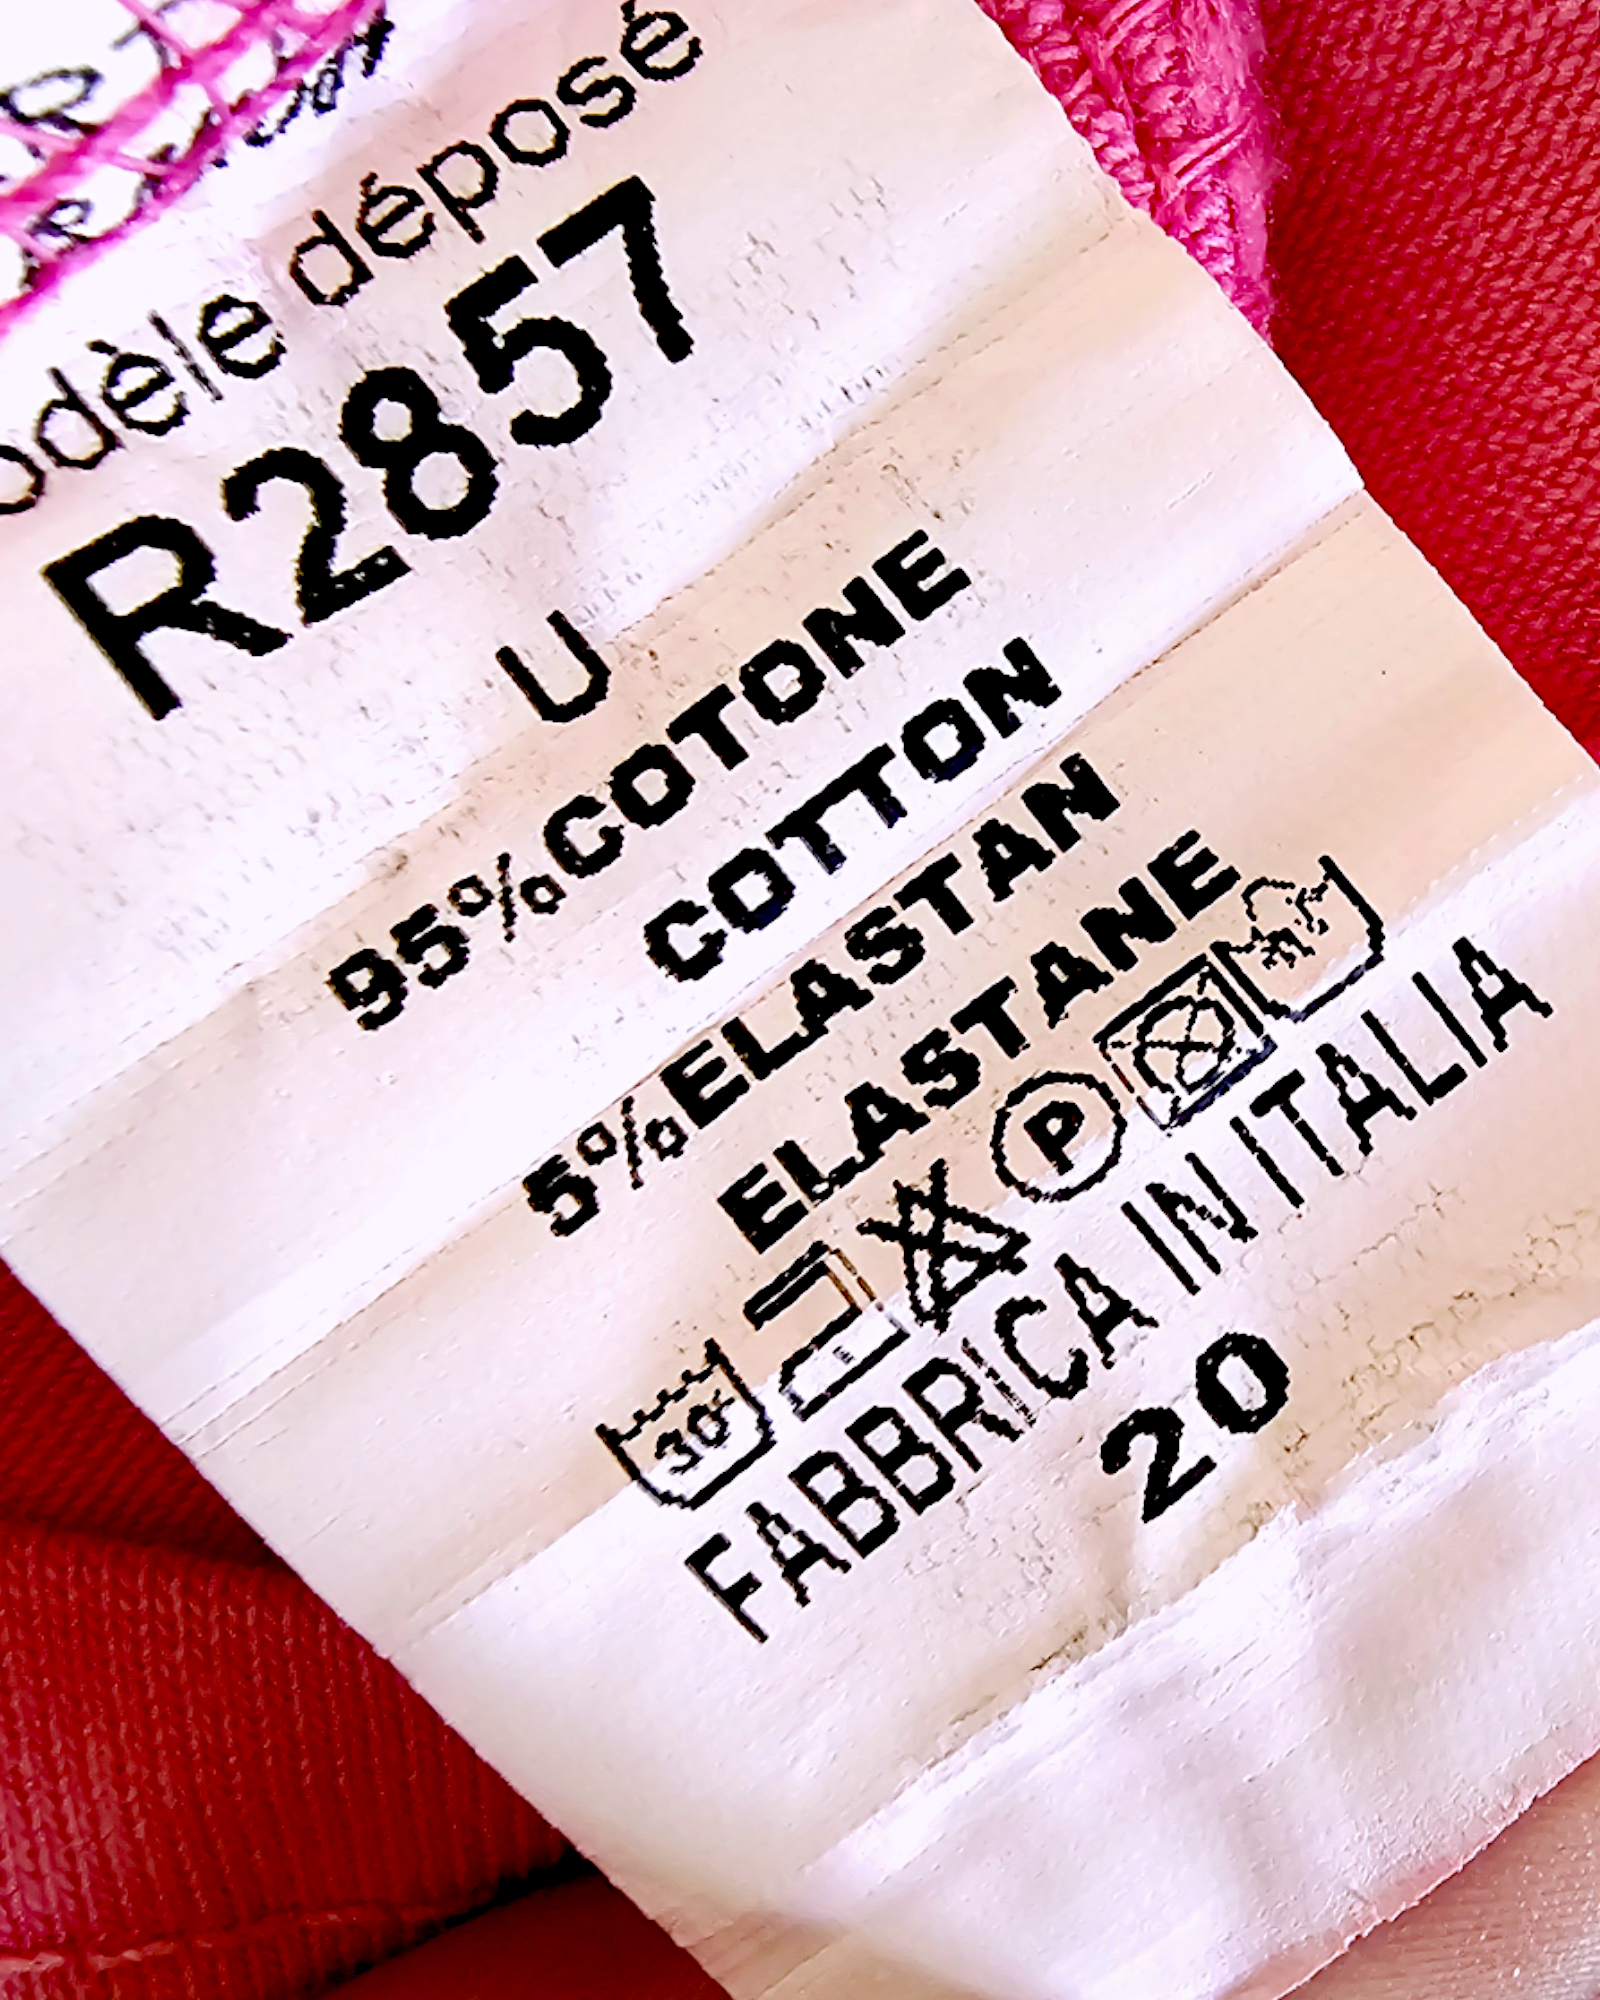 odèle déposé
R2857
U
95%COTONE
COTTON
5%ELASTAN
ELASTANE
30° P
FABBRICA IN ITALIA
20